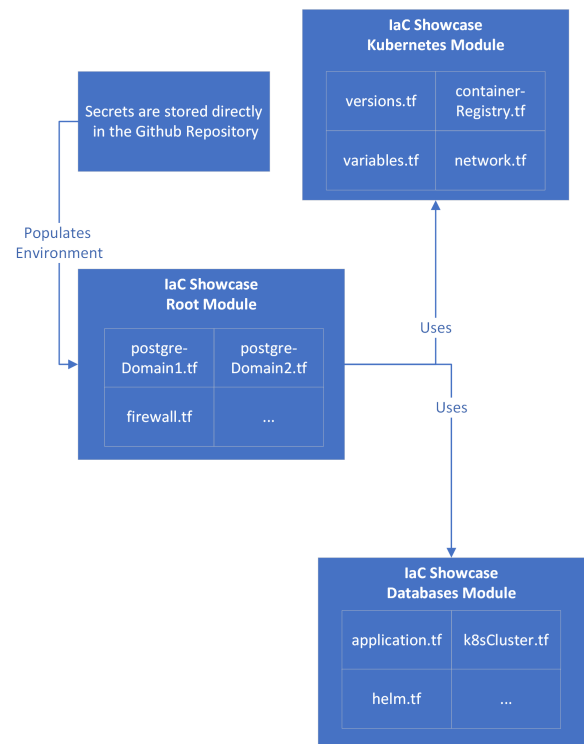 IaC Showcase
Kubernetes Module
versions.tf
container-
Registry.tf
variables.tf
network.tf
Secrets are stored directly
in the Github Repository
Populates
Environment
IaC Showcase
Root Module
postgre-
Domain1.tf
postgre-
Domain2.tf
firewall.tf
...
Uses
Uses
IaC Showcase
Databases Module
application.tf
k8sCluster.tf
helm.tf
...